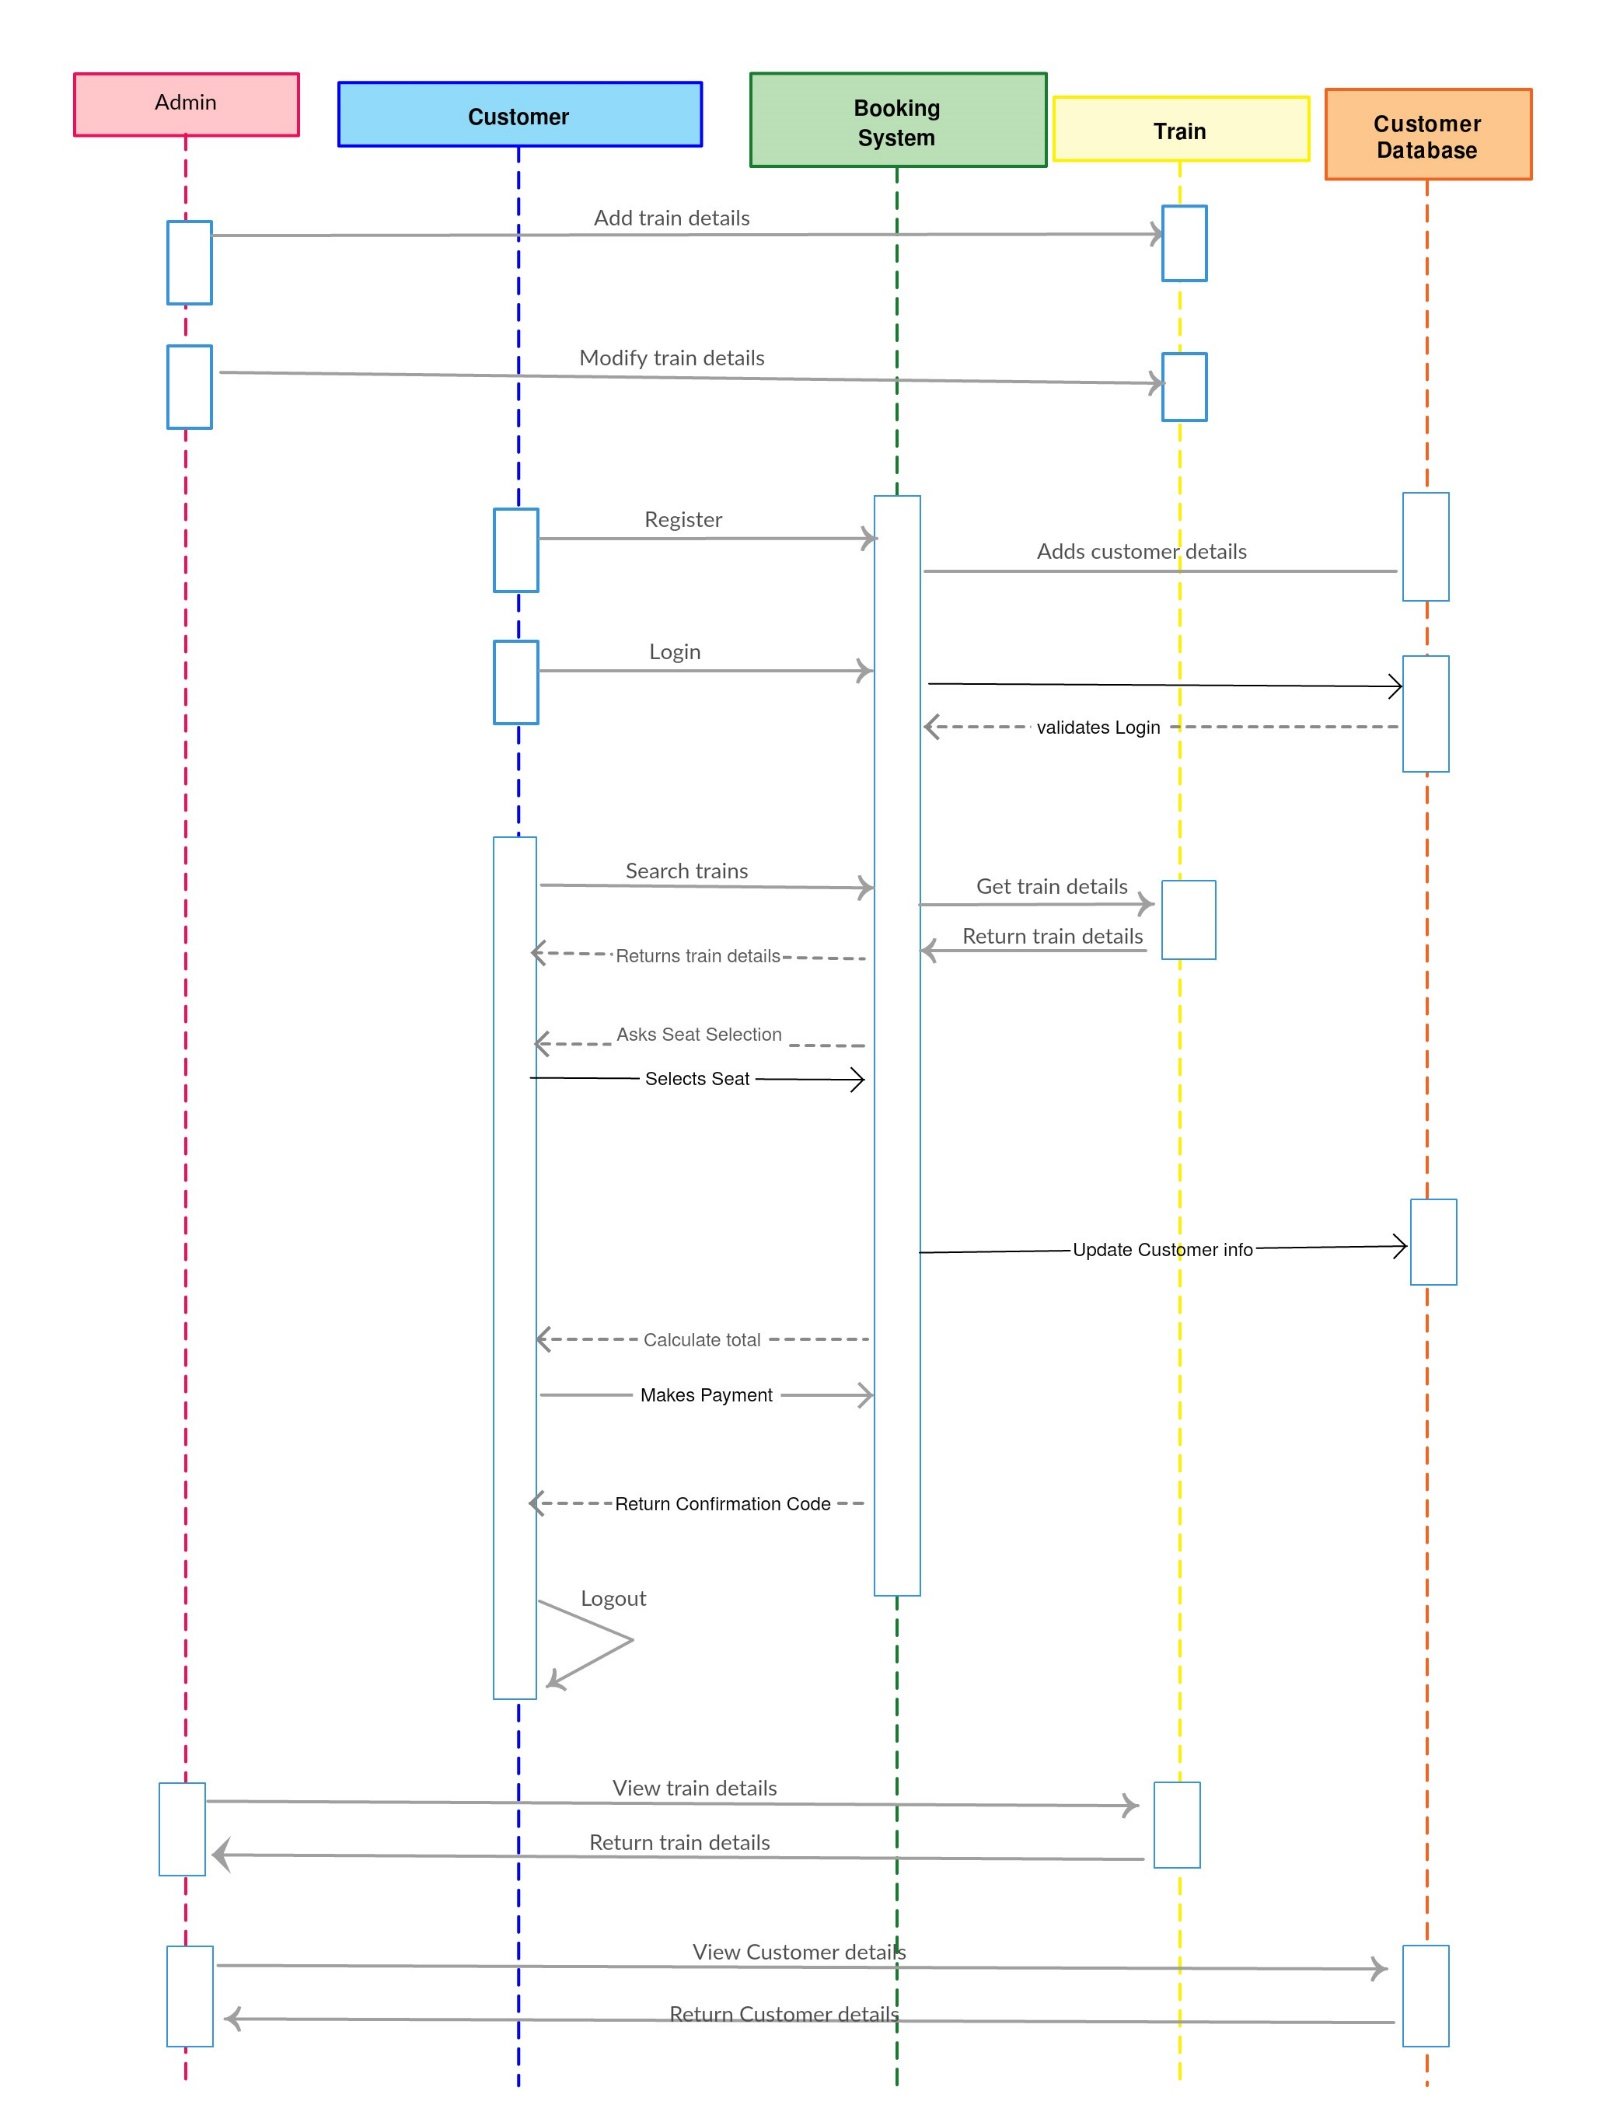 Admin
Customer
Booking
System
Train
Customer
Database
Add train details
Modify train details
Register
Adds customer details
Login
validates Login
Search trains
Get train details
Return train details
Returns train details
Asks Seat Selection
Selects Seat
Update Customer info
Calculate total
Makes Payment
Return Confirmation Code
Logout
View train details
Return train details
View Customer details
Return Customer details